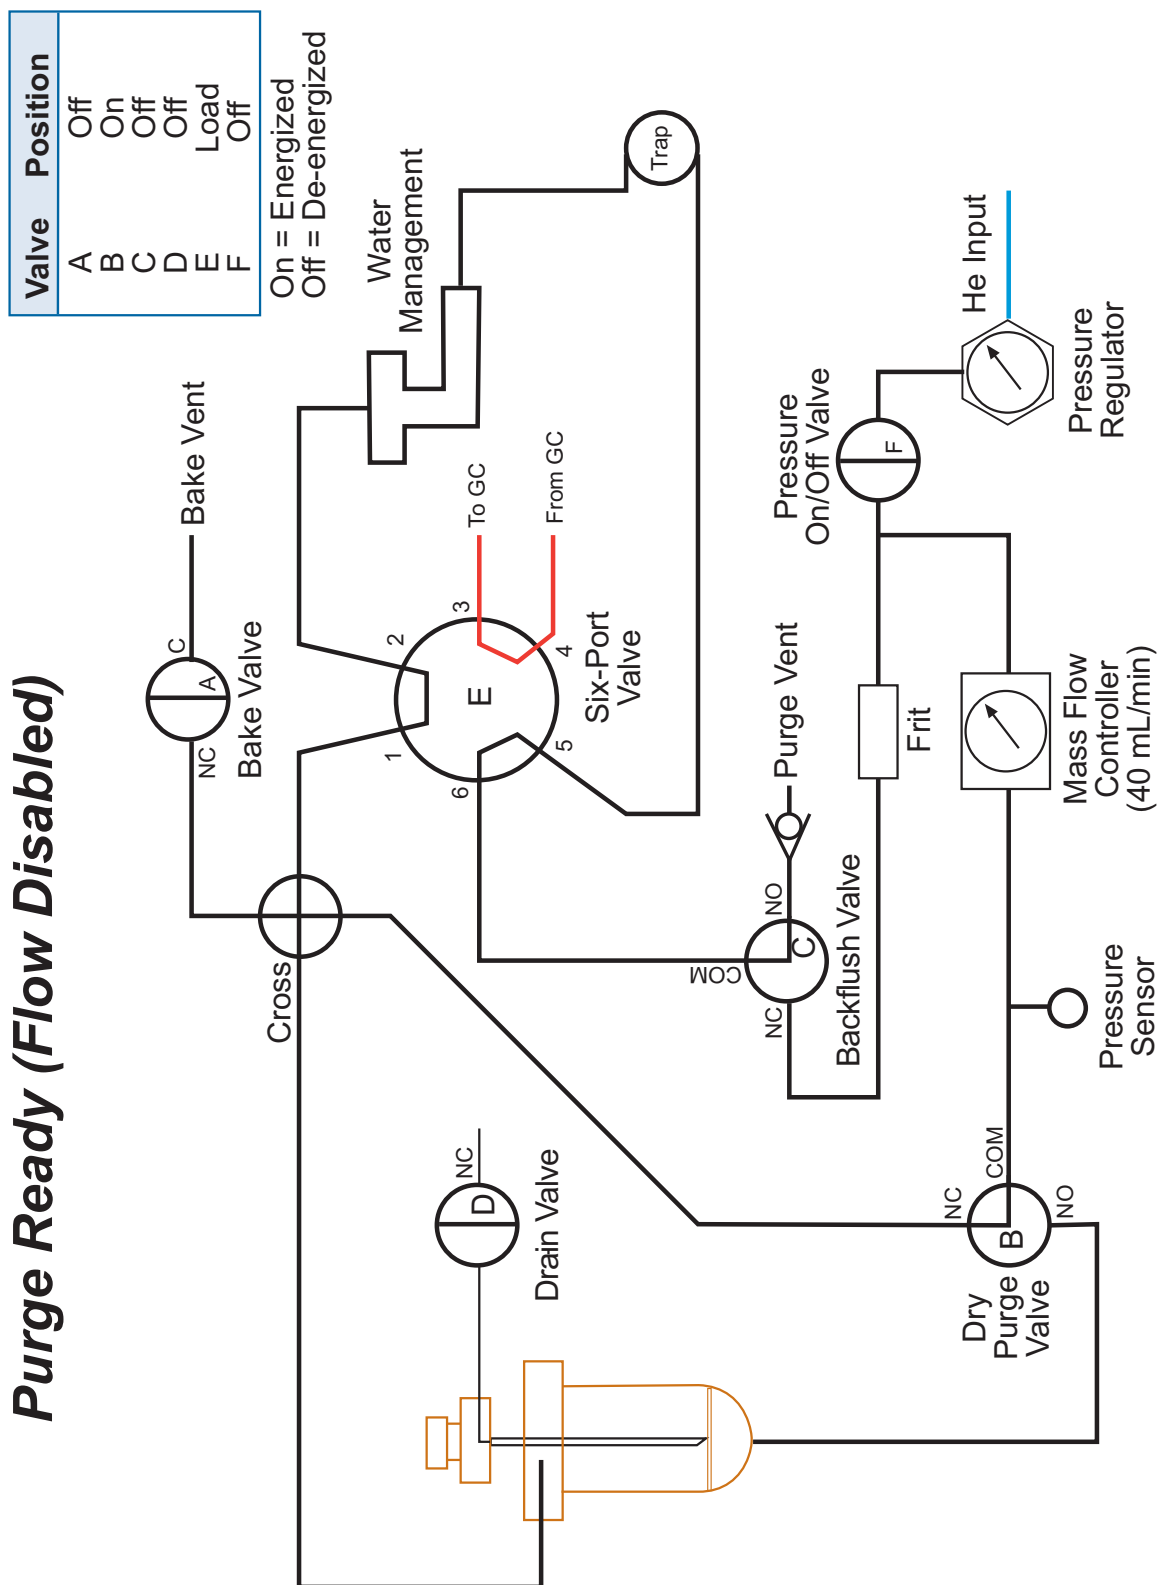 Purge Ready (Flow Disabled)
Valve Position
A Off
B On
C Off
D Off
E Load
F Off
On = Energized
Off = De-energized
Bake Vent
C
A
NC
Bake Valve
Water
Management
Trap
Cross
1
2
3
4
5
6
E
To GC
From GC
Six-Port
Valve
NC
D
Drain Valve
COM
NO
NC
C
Purge Vent
Backflush Valve
Frit
Pressure
On/Off Valve
F
He Input
Pressure
Regulator
Mass Flow
Controller
(40 mL/min)
Pressure
Sensor
NC
COM
NO
B
Dry
Purge
Valve